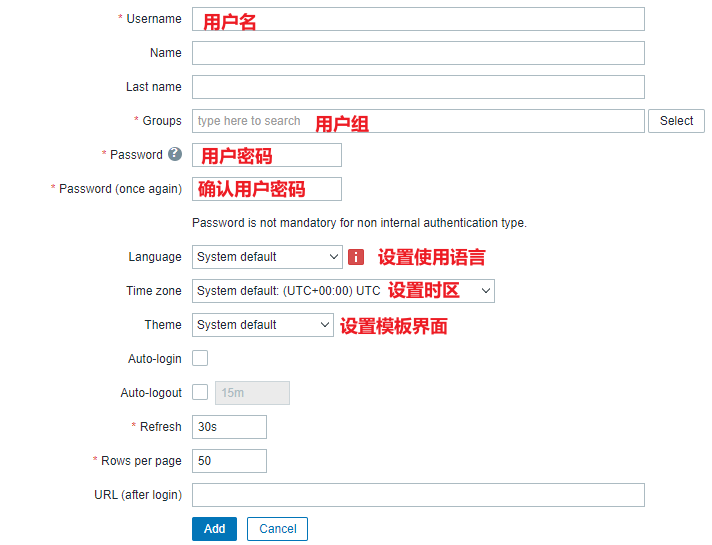 * Username 用户名
Name
Last name
* Groups type here to search 用户组 Select
* Password ? 用户密码
* Password (once again) 确认用户密码
Password is not mandatory for non internal authentication type.
Language System default i 设置使用语言
Time zone System default: (UTC+00:00) UTC 设置时区
Theme System default 设置模板界面
Auto-login
Auto-logout 15m
* Refresh 30s
* Rows per page 50
URL (after login)
Add Cancel